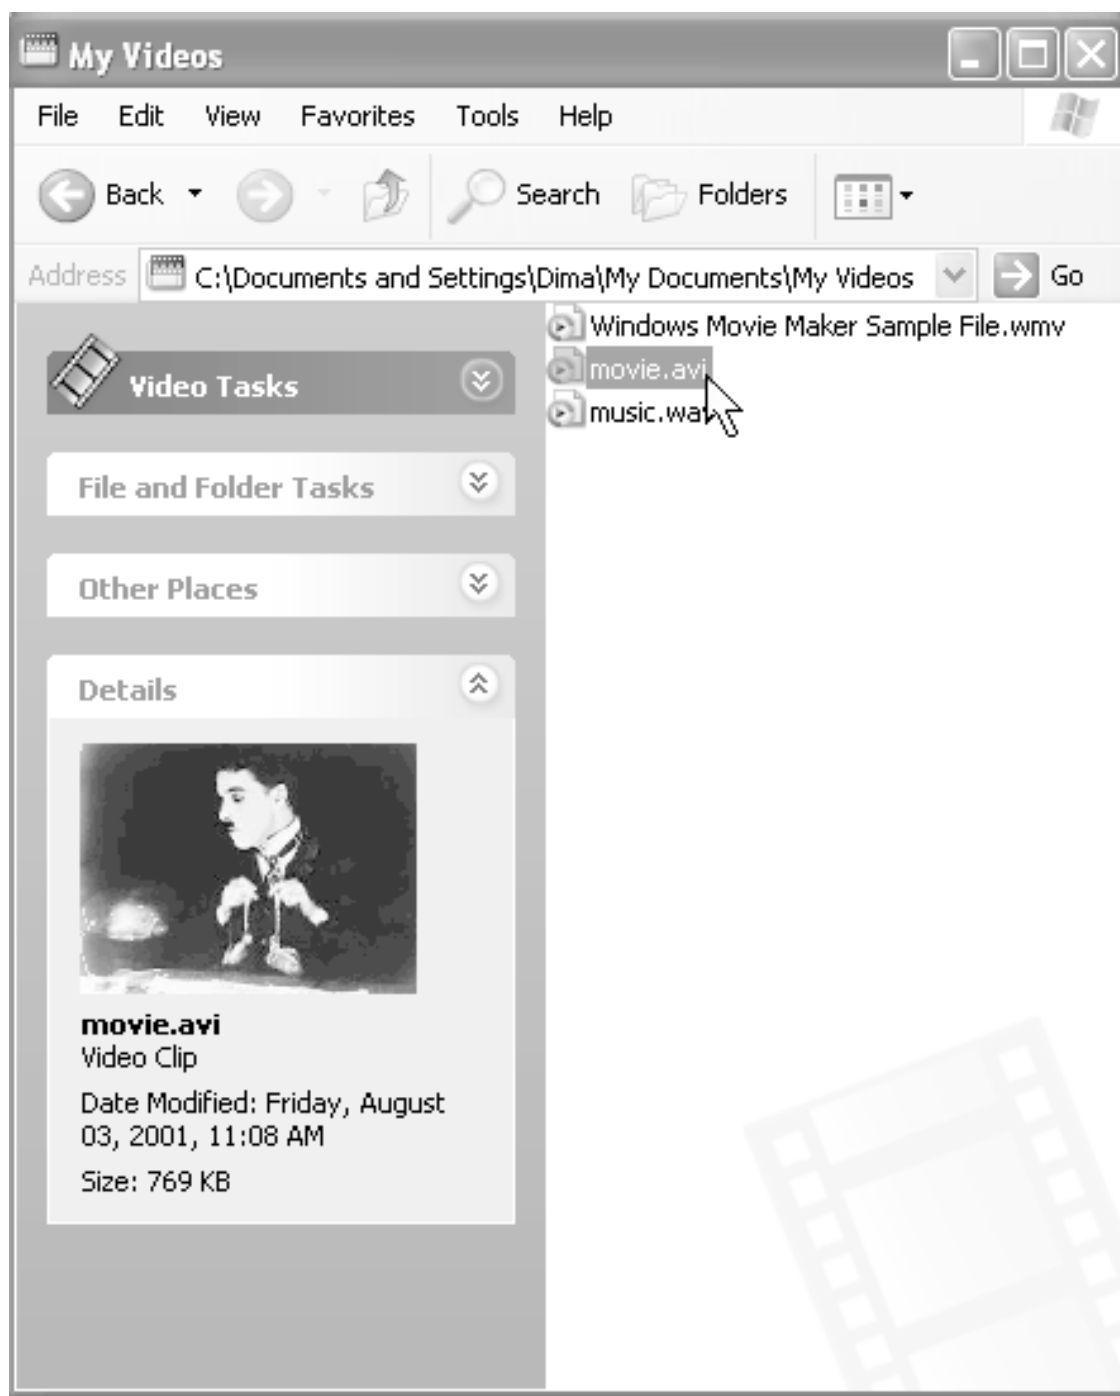 My Videos
File Edit View Favorites Tools Help
Back Search Folders
Address C:\Documents and Settings\Dima\My Documents\My Videos Go
Video Tasks
File and Folder Tasks
Other Places
Details
movie.avi
Video Clip
Date Modified: Friday, August
03, 2001, 11:08 AM
Size: 769 KB
Windows Movie Maker Sample File.wmv
movie.avi
music.wav